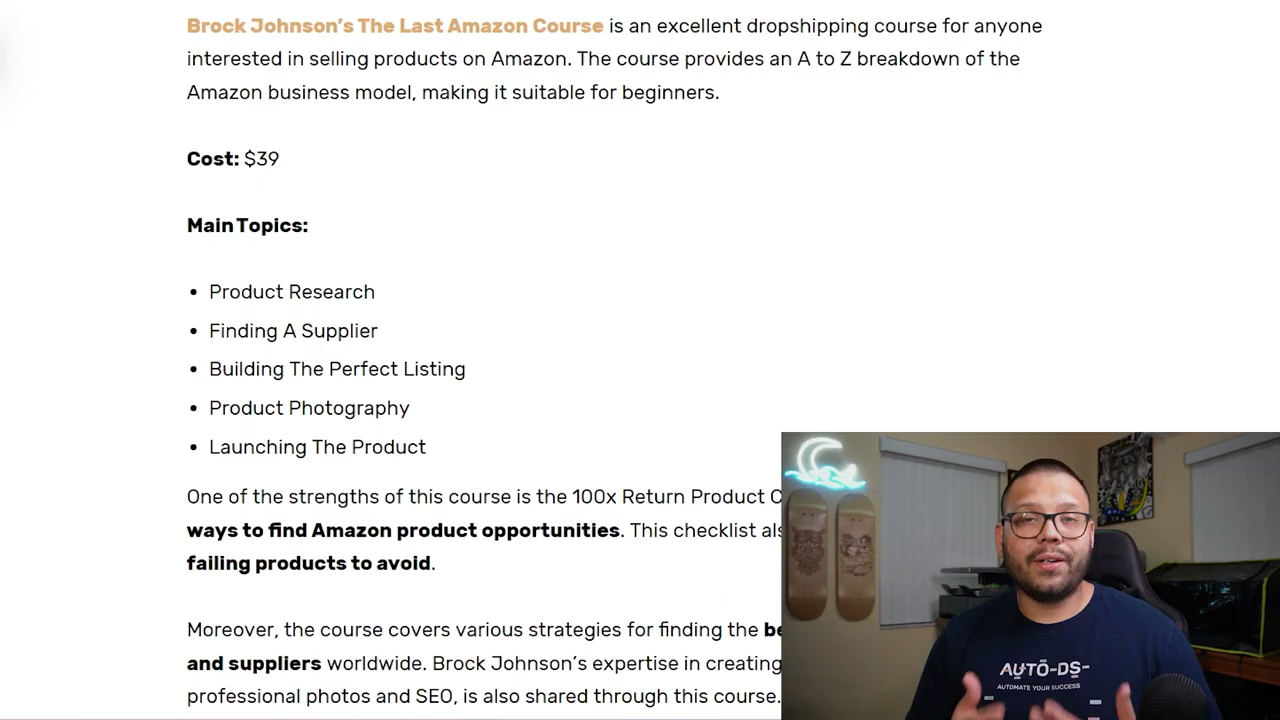 Brock Johnson's The Last Amazon Course is an excellent dropshipping course for anyone
interested in selling products on Amazon. The course provides an A to Z breakdown of the
Amazon business model, making it suitable for beginners.
Cost: $39
Main Topics:
• Product Research
• Finding A Supplier
• Building The Perfect Listing
• Product Photography
• Launching The Product
One of the strengths of this course is the 100x Return Product
ways to find Amazon product opportunities. This checklist
failing products to avoid.
Moreover, the course covers various strategies for finding the
and suppliers worldwide. Brock Johnson's expertise in creating
professional photos and SEO, is also shared through this course.
AUTO-DS-
AUTOMATE YOUR SUCCESS